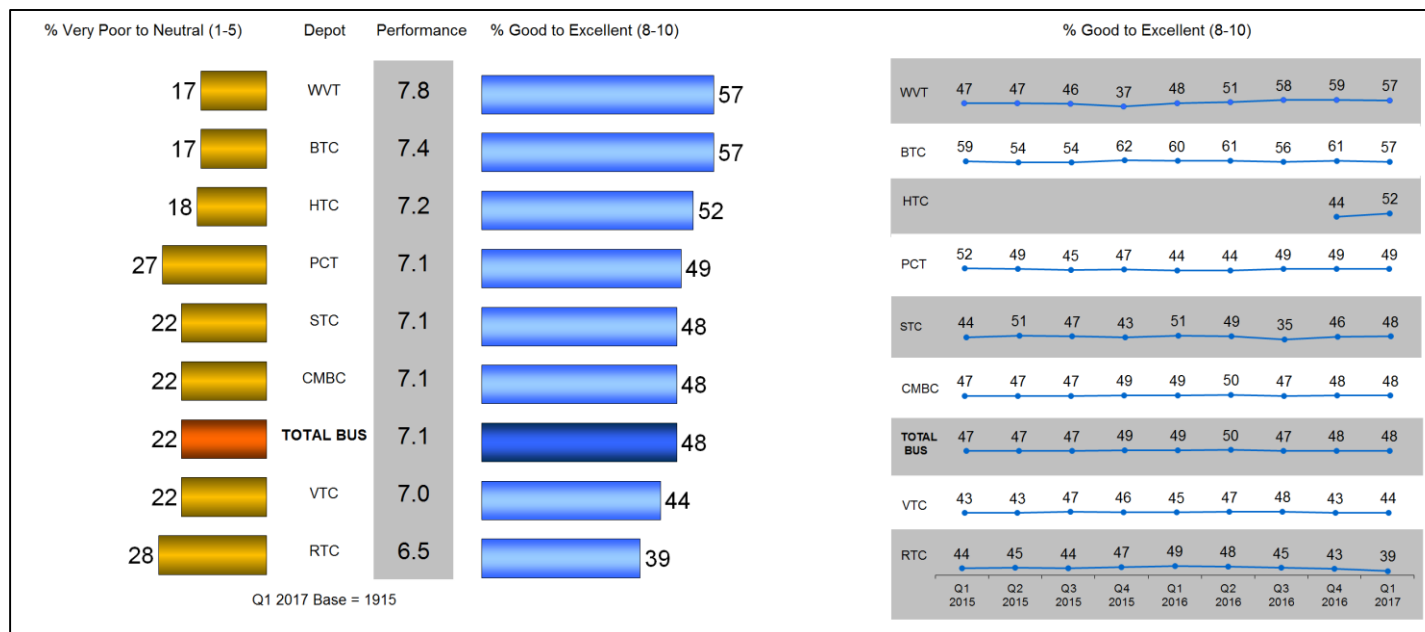 % Very Poor to Neutral (1-5) Depot Performance % Good to Excellent (8-10)
17 WVT 7.8 57
17 BTC 7.4 57
18 HTC 7.2 52
27 PCT 7.1 49
22 STC 7.1 48
22 CMBC 7.1 48
22 TOTAL BUS 7.1 48
22 VTC 7.0 44
28 RTC 6.5 39
Q1 2017 Base = 1915
% Good to Excellent (8-10)
WVT 47 47 46 37 48 51 58 59 57
BTC 59 54 54 62 60 61 56 61 57
HTC 44 52
PCT 52 49 45 47 44 44 49 49 49
STC 44 51 47 43 51 49 35 46 48
CMBC 47 47 47 49 49 50 47 48 48
TOTAL
BUS 47 47 47 49 49 50 47 48 48
VTC 43 43 47 46 45 47 48 43 44
RTC 44 45 44 47 49 48 45 43 39
Q1 Q2 Q3 Q4 Q1 Q2 Q3 Q4 Q1
2015 2015 2015 2015 2016 2016 2016 2016 2017